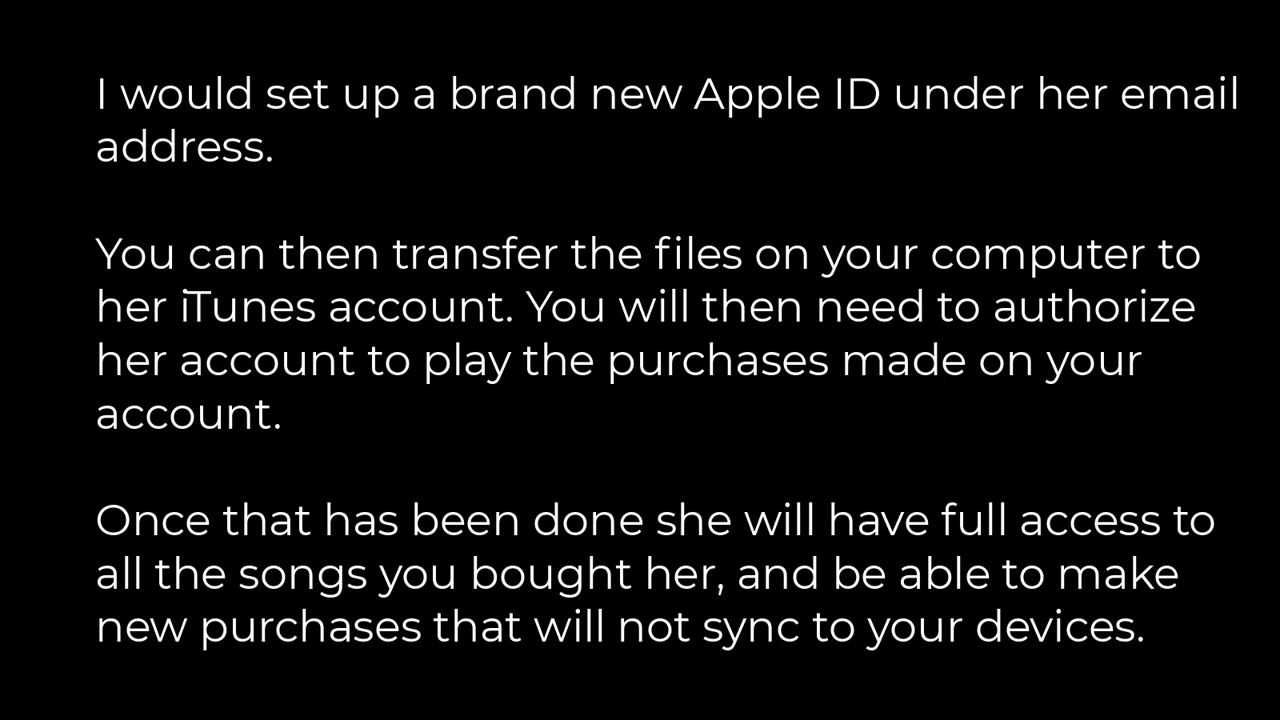 I would set up a brand new Apple ID under her email
address.
You can then transfer the files on your computer to
her iTunes account. You will then need to authorize
her account to play the purchases made on your
account.
Once that has been done she will have full access to
all the songs you bought her, and be able to make
new purchases that will not sync to your devices.